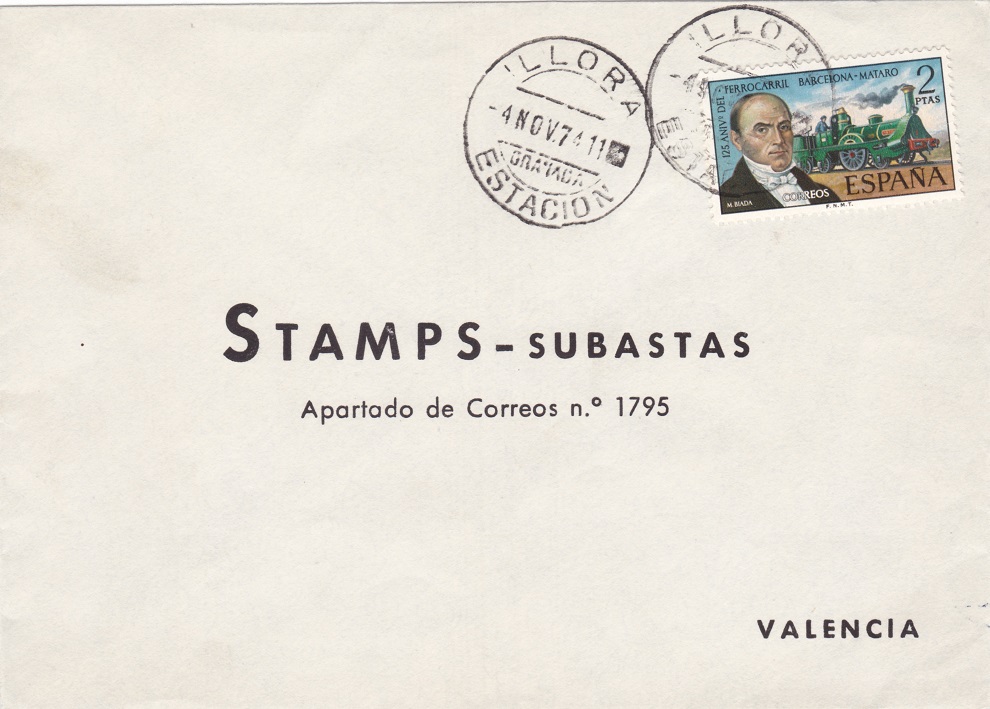 ILLORA
-4 NOV.74 11
GRANADA
ESTACION
ILLOR
125 ANIVº DEL FERROCARRIL BARCELONA-MATARO
2
PTAS
M. BIADA
CORREOS
ESPAÑA
F.N.M.T.
STAMPS-SUBASTAS
Apartado de Correos n.º 1795
VALENCIA